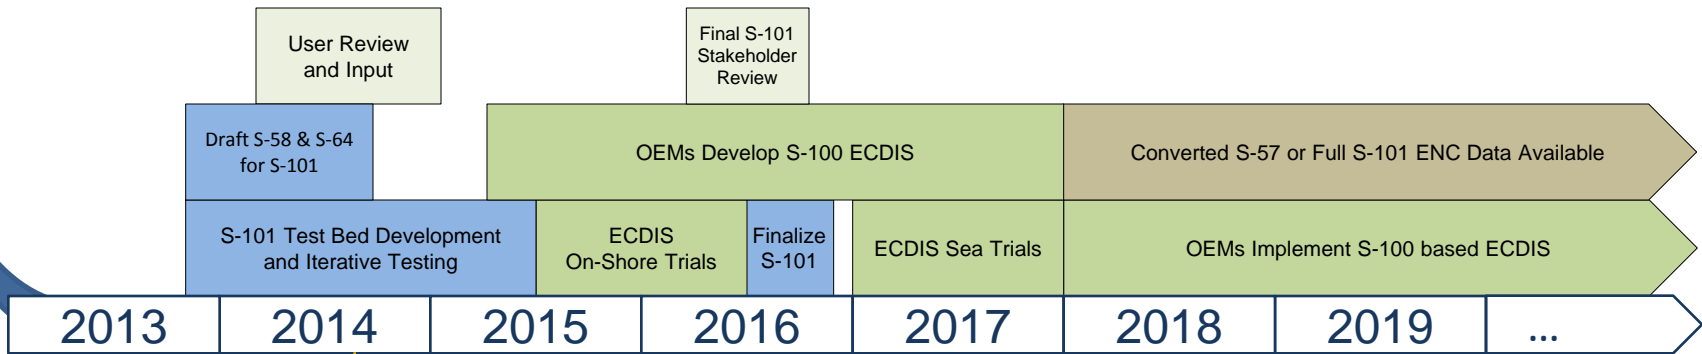 User Review
and Input
Final S-101
Stakeholder
Review
Draft S-58 & S-64
for S-101
OEMs Develop S-100 ECDIS
Converted S-57 or Full S-101 ENC Data Available
S-101 Test Bed Development
and Iterative Testing
ECDIS
On-Shore Trials
Finalize
S-101
ECDIS Sea Trials
OEMs Implement S-100 based ECDIS
2013
2014
2015
2016
2017
2018
2019
...